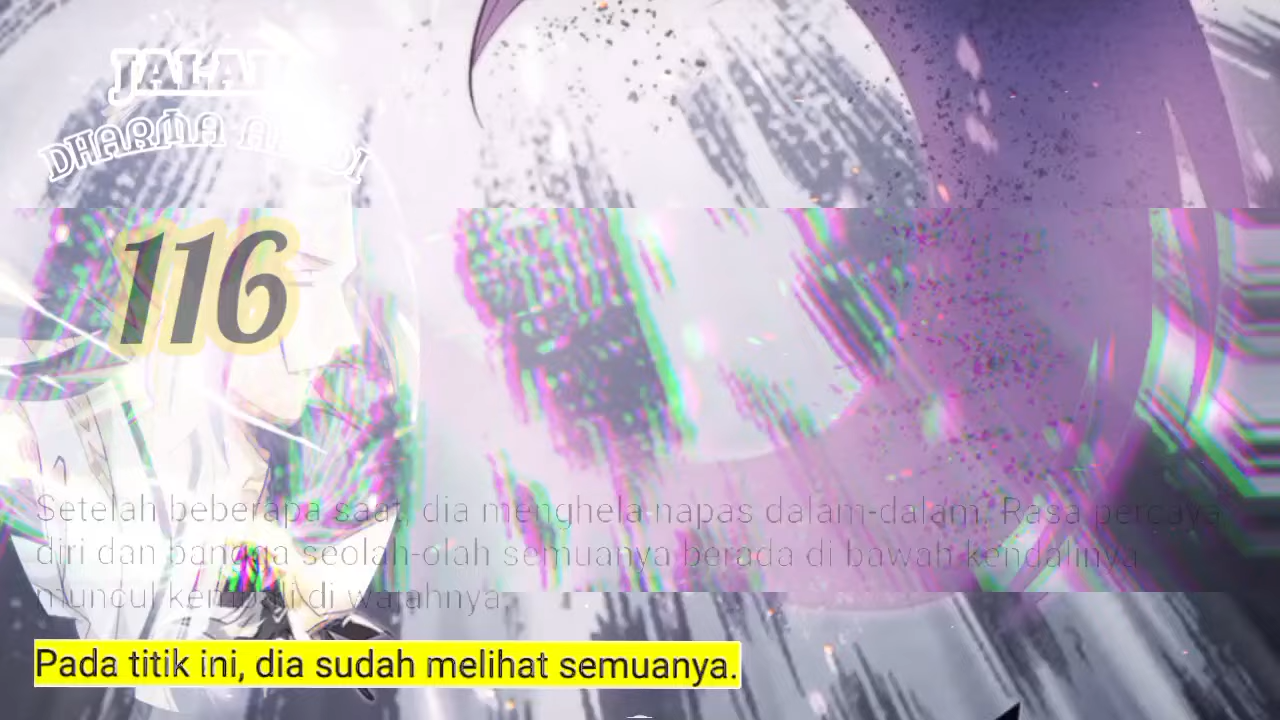 JALAN
DHARMA ABADI
116
Setelah beberapa saat, dia menghela napas dalam-dalam. Rasa percaya
diri dan bangga seolah-olah semuanya berada di bawah kendalinya
muncul kembali di wajahnya.
Pada titik ini, dia sudah melihat semuanya.